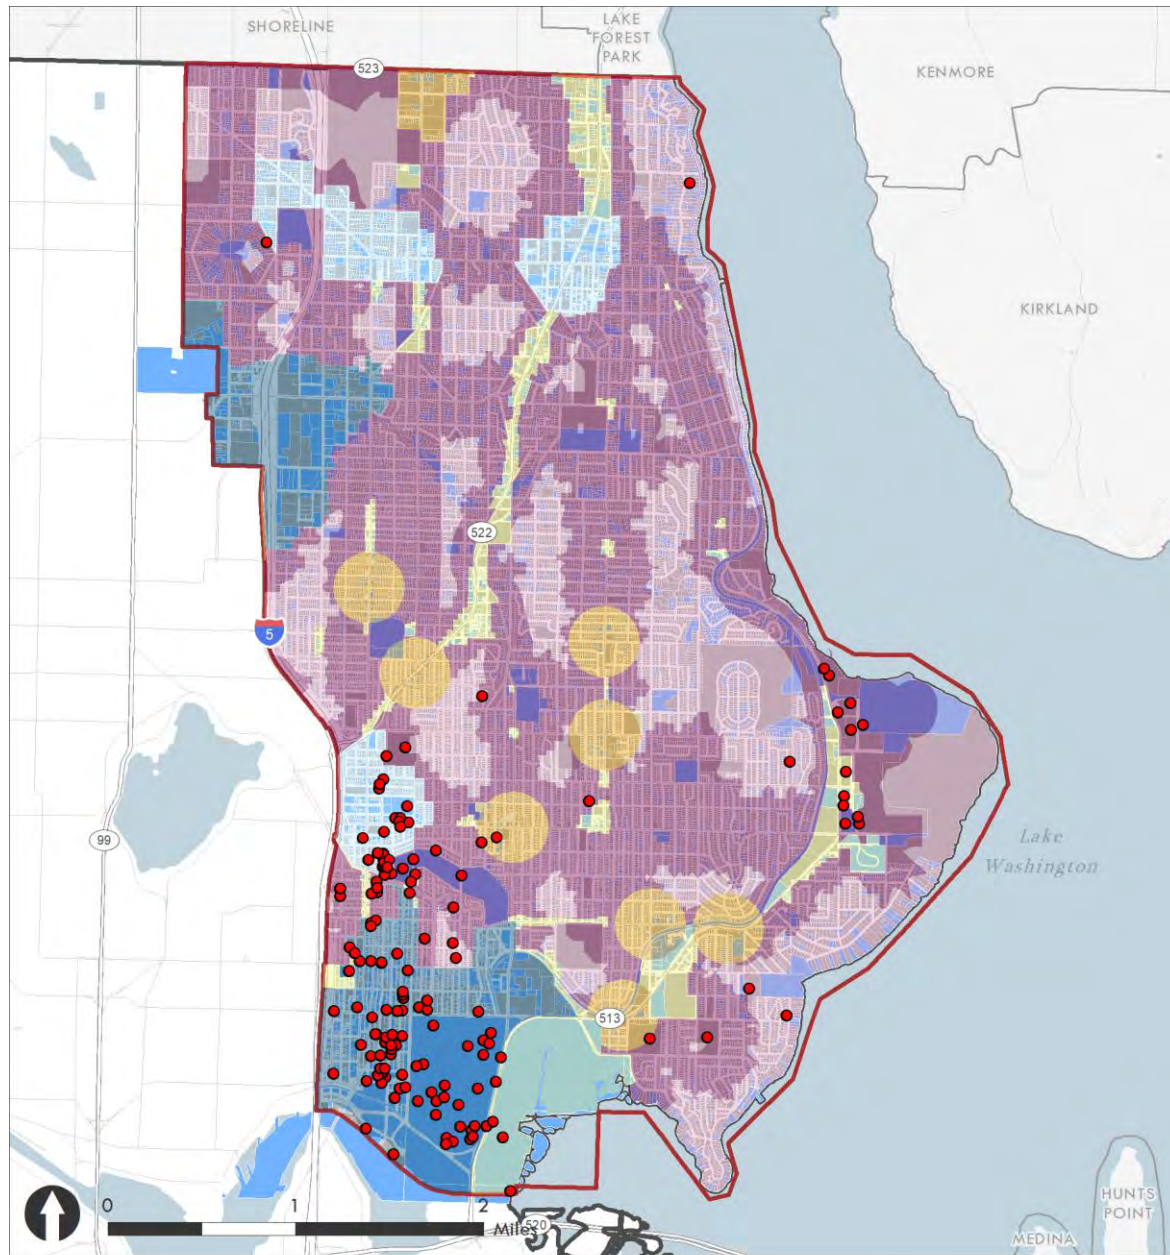 SHORELINE
LAKE
FOREST
PARK
KENMORE
523
KIRKLAND
522
5
99
Lake
Washington
513
0
1
2
Miles
520
HUNTS
POINT
MEDINA